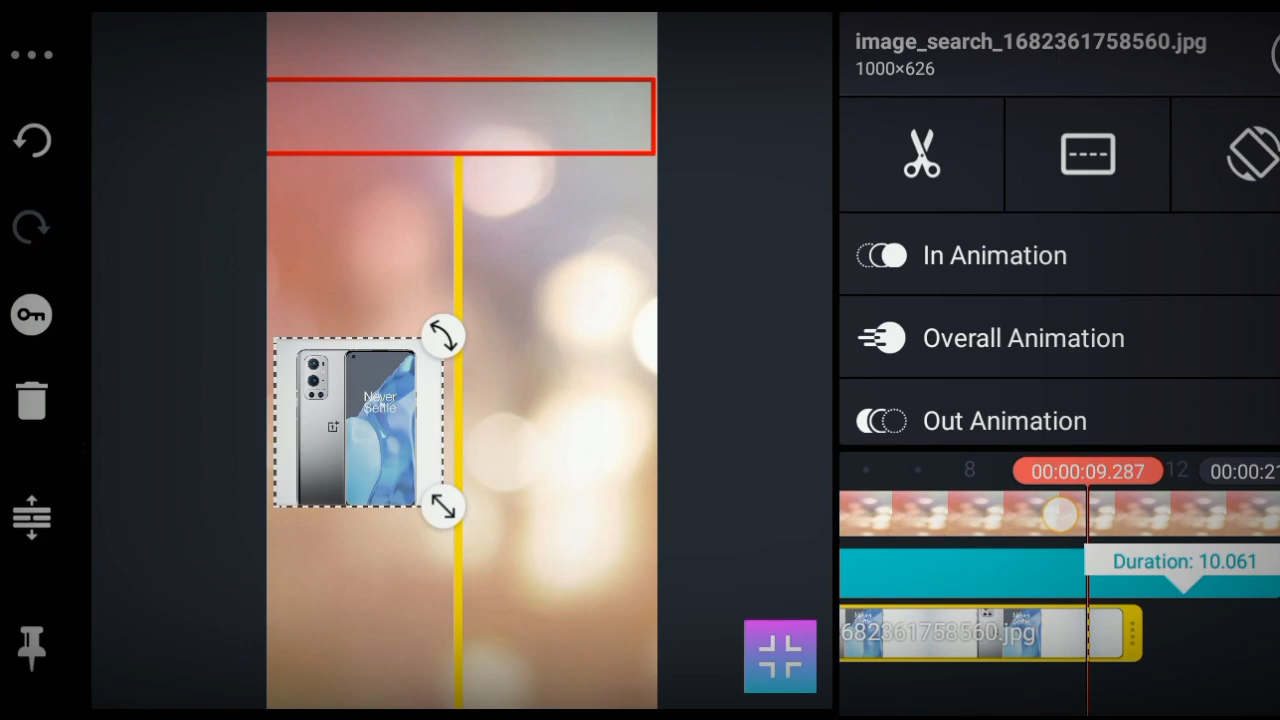 image_search_1682361758560.jpg
1000×626
In Animation
Overall Animation
Out Animation
Never
Settle
8
00:00:09.287
12
00:00:21
Duration: 10.061
682361758560.jpg